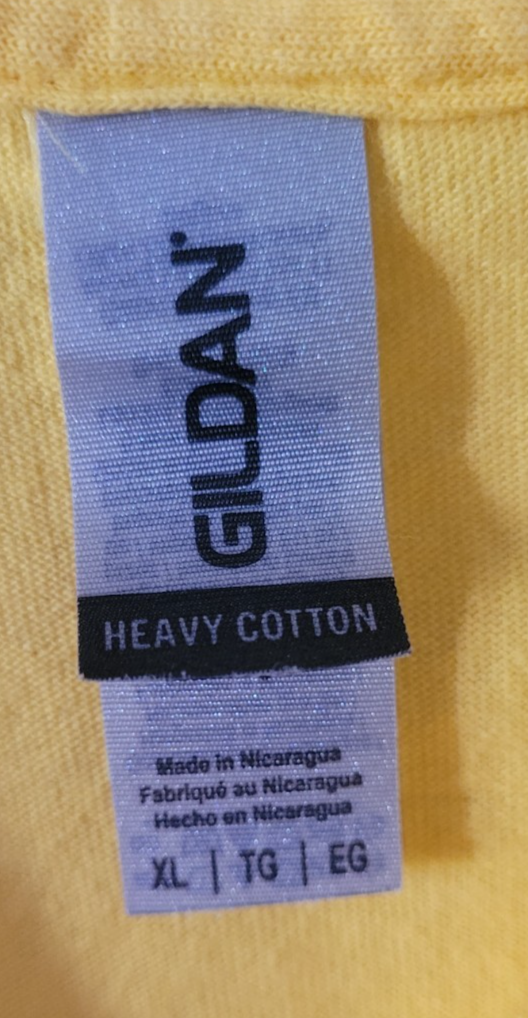 GILDAN
HEAVY COTTON
Made in Nicaragua
Fabriqué au Nicaragua
Hecho en Nicaragua
XL | TG | EG